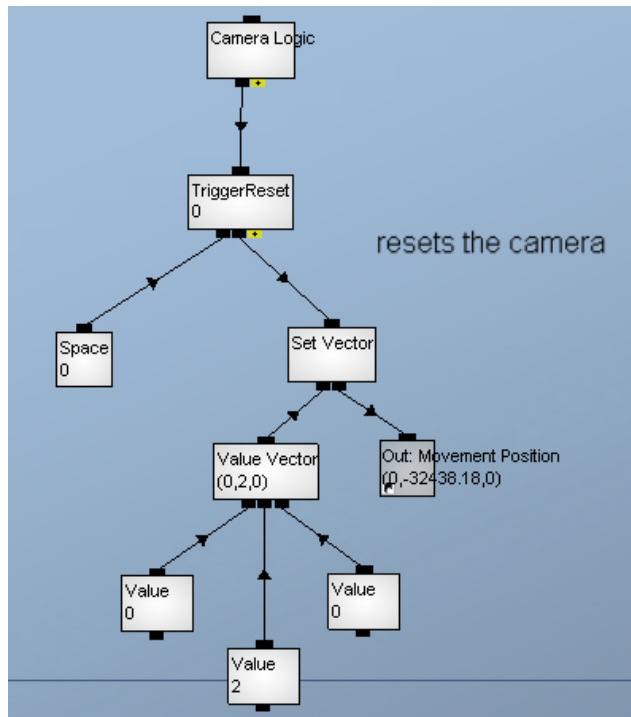 Camera Logic
TriggerReset
0
resets the camera
Space
0
Set Vector
Value Vector
(0,2,0)
Out: Movement Position
(0,-32438.18,0)
Value
0
Value
0
Value
2